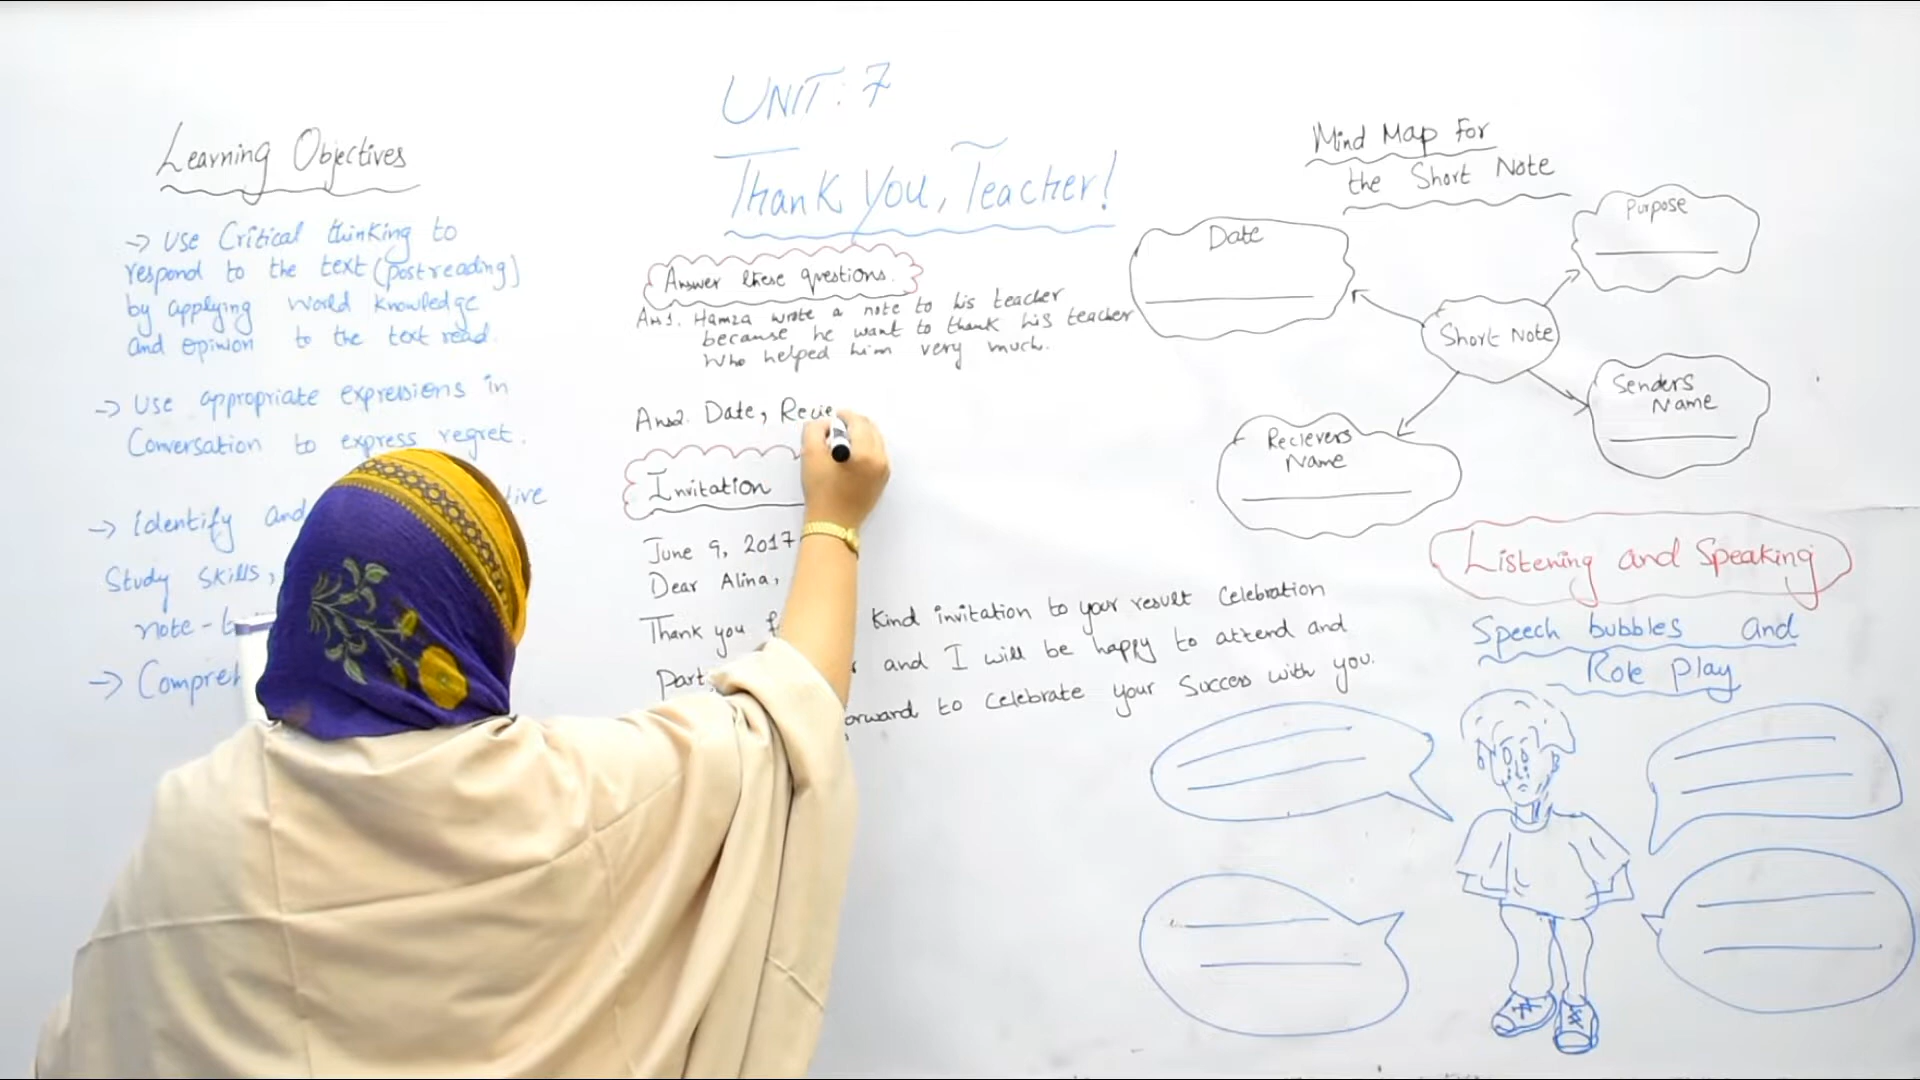 UNIT: 7
Thank You, Teacher!
Learning Objectives
→ Use Critical thinking to
respond to the text (post reading)
by applying world knowledge
and opinion to the text read.
→ Use appropriate expressions in
Conversation to express regret.
→ identify and
Study skills,
note-
→
Answer these questions.
Ans1. Hamza wrote a note to his teacher
because he want to thank his teacher
Who helped him very much.
Ans2. Date, Recie
Invitation
June 9, 2017
Dear Alina,
Thank you kind invitation to your result Celebration
and I will be happy to attend and
to celebrate your Success with you.
Mind Map For
the Short Note
Date
Purpose
Short Note
Senders
Name
Recievers
Name
Listening and Speaking
Speech bubbles and
Role Play